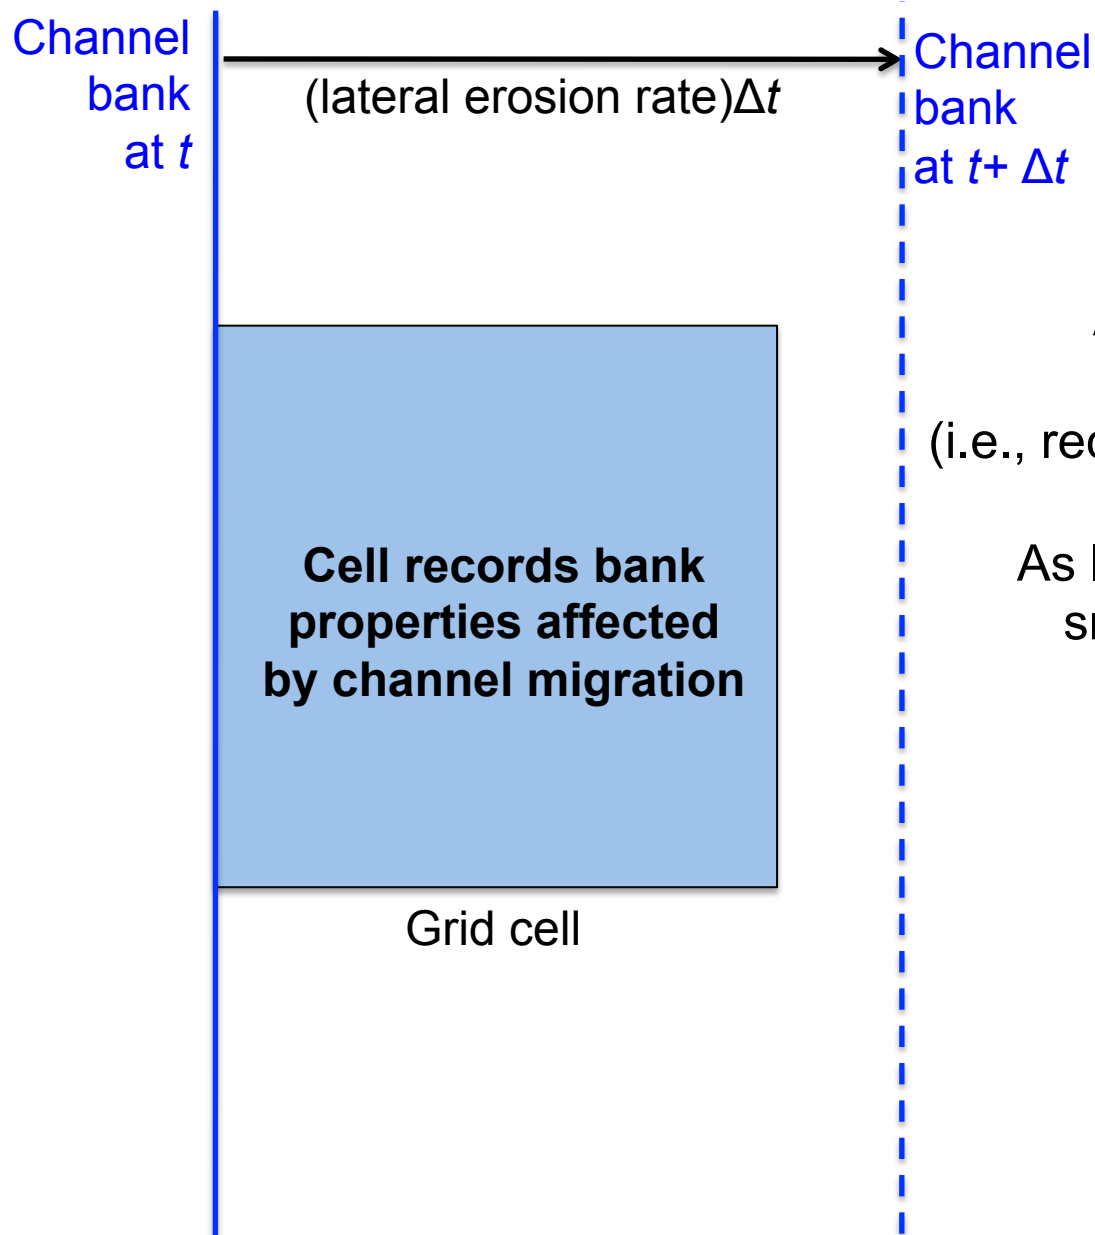 Channel
bank
at t
(lateral erosion rate)Δt
Channel
bank
at t+ Δt
(i.e.,
As
Cell records bank
properties affected
by channel migration
Grid cell